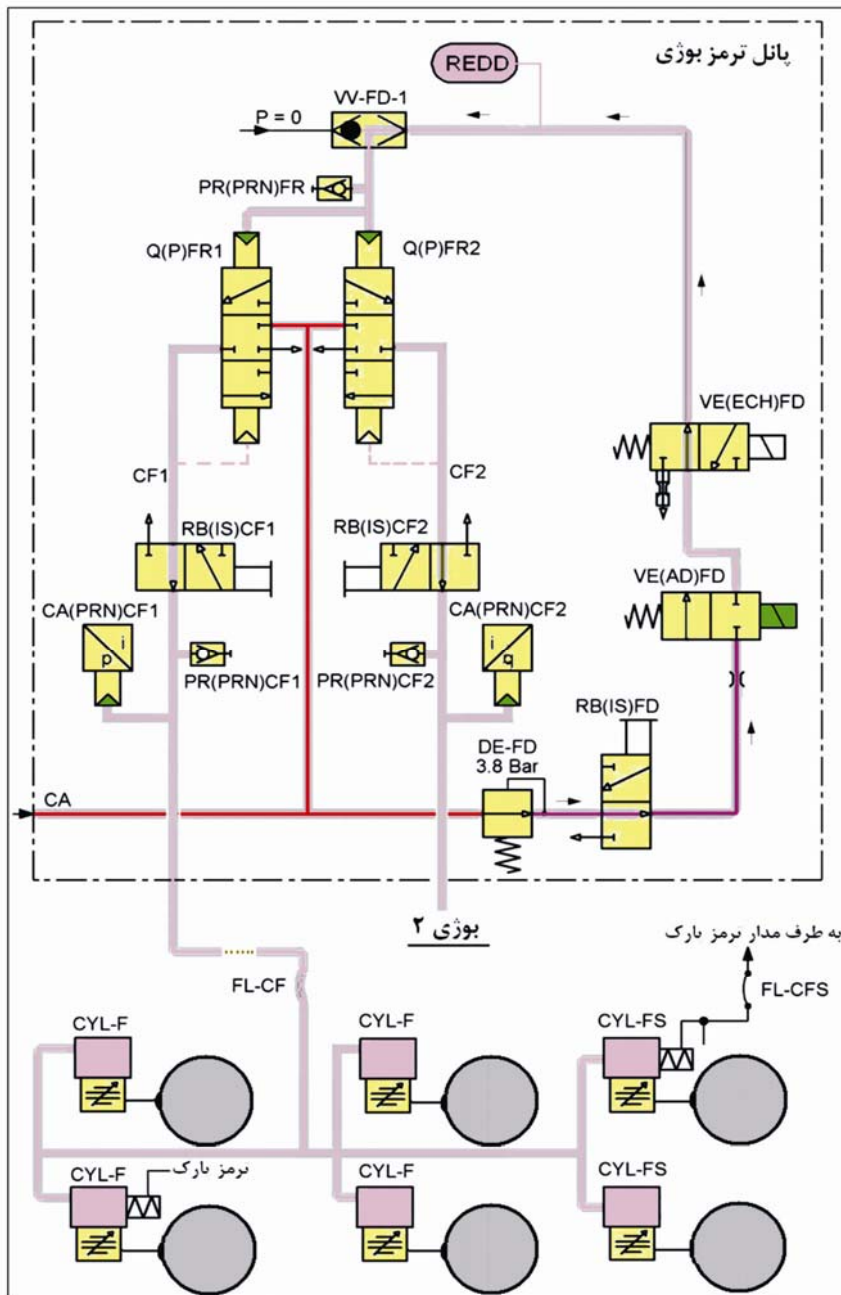 پانل ترمز بوژی
REDD
VV-FD-1
P = 0
PR(PRN)FR
Q(P)FR1
Q(P)FR2
VE(ECH)FD
CF1
CF2
RB(IS)CF1
RB(IS)CF2
VE(AD)FD
CA(PRN)CF1
CA(PRN)CF2
i
p
i
q
PR(PRN)CF1
PR(PRN)CF2
RB(IS)FD
DE-FD
3.8 Bar
CA
بوژی ۲
به طرف مدار ترمز پارک
FL-CF
FL-CFS
CYL-F
CYL-F
CYL-FS
CYL-F
ترمز پارک
CYL-F
CYL-FS